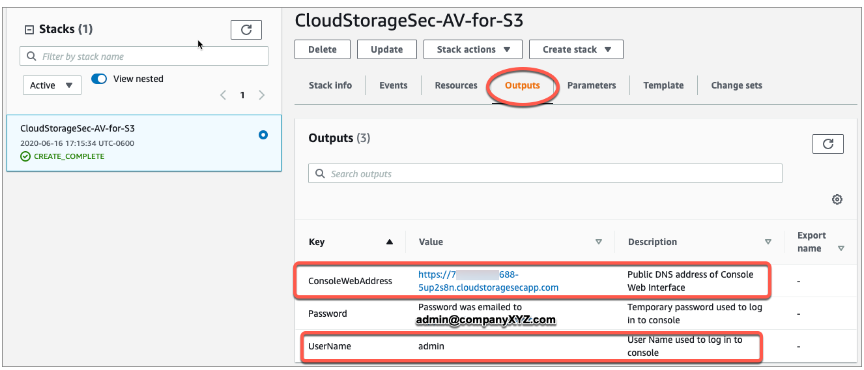 Stacks (1)
Filter by stack name
Active
View nested
1
CloudStorageSec-AV-for-S3
2020-06-16 17:15:34 UTC-0600
CREATE_COMPLETE
CloudStorageSec-AV-for-S3
Delete Update Stack actions Create stack
Stack info Events Resources Outputs Parameters Template Change sets
Outputs (3)
Search outputs
Key Value Description Export
name
ConsoleWebAddress
https://7 688-
5up2s8n.cloudstoragesecapp.com
Public DNS address of Console
Web Interface
-
Password
Password was emailed to
admin@companyXYZ.com
Temporary password used to log
in to console
-
UserName
admin
User Name used to log in to
console
-